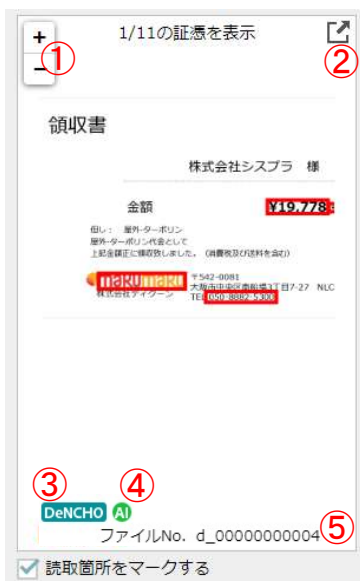 +
1/11の証憑を表示
①
②
−
領収書
株式会社シスプラ 様
金額
¥19,778
但し： 屋外-ターポリン
屋外-ターポリン代金として
上記金額正に領収致しました。 (消費税及び送料を含む)
makumaku
〒542-0081
株式会社ティクーン
大阪市中央区南船場3丁目7-27 NLC
TEL 050-8882-5300
③
④
DeNCHO
AI
⑤
ファイルNo. d_00000000004
読取箇所をマークする